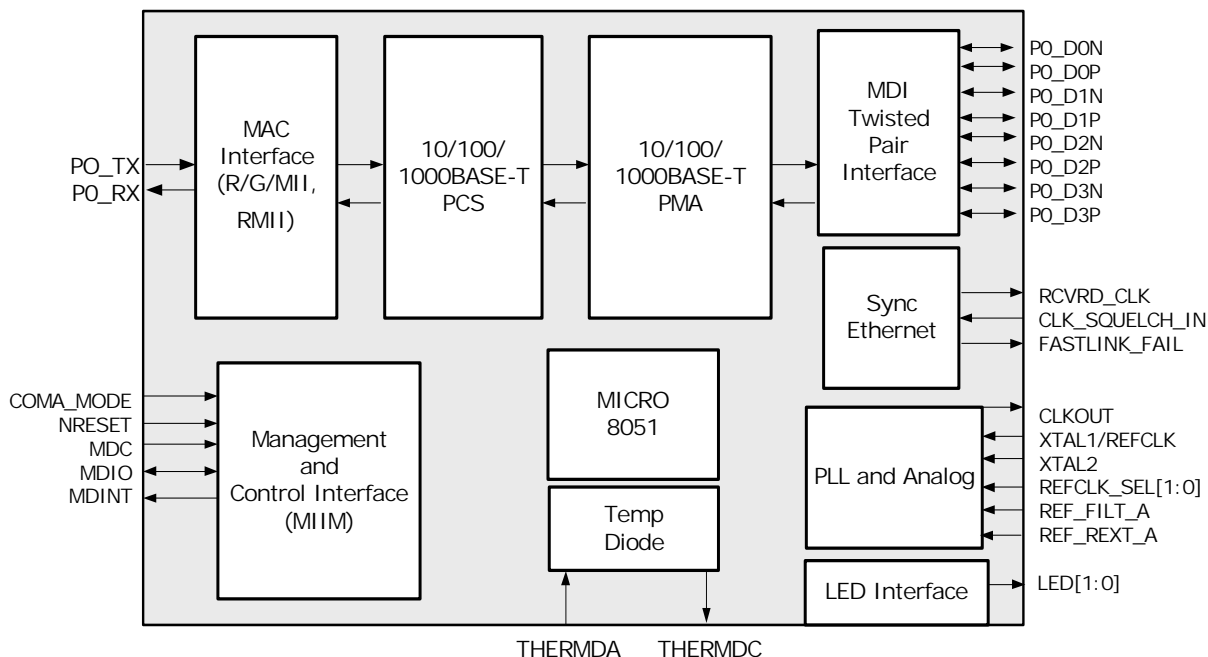 MAC
Interface
(R/G/MII,
RMII)
10/100/
1000BASE-T
PCS
10/100/
1000BASE-T
PMA
MDI
Twisted
Pair
Interface
P0_D0N
P0_D0P
P0_D1N
P0_D1P
P0_D2N
P0_D2P
P0_D3N
P0_D3P
PO_TX
P0_RX
Sync
Ethernet
RCVRD_CLK
CLK_SQUELCH_IN
FASTLINK_FAIL
COMA_MODE
NRESET
MDC
MDIO
MDINT
Management
and
Control Interface
(MIIM)
MICRO
8051
Temp
Diode
PLL and Analog
CLKOUT
XTAL1/REFCLK
XTAL2
REFCLK_SEL[1:0]
REF_FILT_A
REF_REXT_A
LED Interface
LED[1:0]
THERMDA
THERMDC